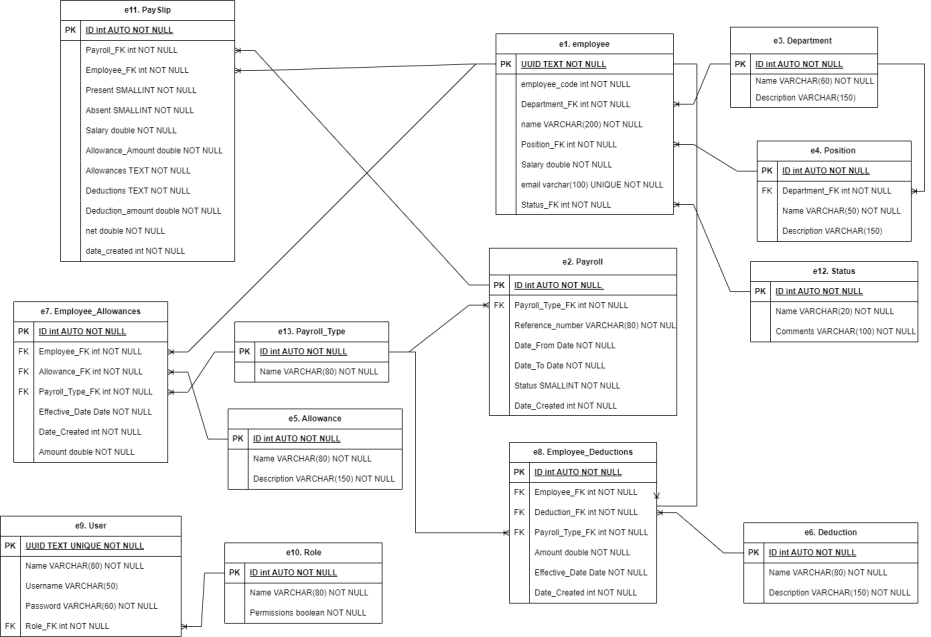 e11. PaySlip
PK ID int AUTO NOT NULL
Payroll_FK int NOT NULL
Employee_FK int NOT NULL
Present SMALLINT NOT NULL
Absent SMALLINT NOT NULL
Salary double NOT NULL
Allowance_Amount double NOT NULL
Allowances TEXT NOT NULL
Deductions TEXT NOT NULL
Deduction_amount double NOT NULL
net double NOT NULL
date_created int NOT NULL
e1. employee
PK UUID TEXT NOT NULL
employee_code int NOT NULL
Department_FK int NOT NULL
name VARCHAR(200) NOT NULL
Position_FK int NOT NULL
Salary double NOT NULL
email varchar(100) UNIQUE NOT NULL
Status_FK int NOT NULL
e3. Department
PK ID int AUTO NOT NULL
Name VARCHAR(60) NOT NULL
Description VARCHAR(150)
e4. Position
PK ID int AUTO NOT NULL
FK Department_FK int NOT NULL
Name VARCHAR(50) NOT NULL
Description VARCHAR(150)
e2. Payroll
PK ID int AUTO NOT NULL
FK Payroll_Type_FK int NOT NULL
Reference_number VARCHAR(80) NOT NUL
Date_From Date NOT NULL
Date_To Date NOT NULL
Status SMALLINT NOT NULL
Date_Created int NOT NULL
e12. Status
PK ID int AUTO NOT NULL
Name VARCHAR(20) NOT NULL
Comments VARCHAR(100) NOT NULL
e7. Employee_Allowances
PK ID int AUTO NOT NULL
FK Employee_FK int NOT NULL
FK Allowance_FK int NOT NULL
FK Payroll_Type_FK int NOT NULL
Effective_Date Date NOT NULL
Date_Created int NOT NULL
Amount double NOT NULL
e13. Payroll_Type
PK ID int AUTO NOT NULL
Name VARCHAR(80) NOT NULL
e5. Allowance
PK ID int AUTO NOT NULL
Name VARCHAR(80) NOT NULL
Description VARCHAR(150) NOT NULL
e8. Employee_Deductions
PK ID int AUTO NOT NULL
FK Employee_FK int NOT NULL
FK Deduction_FK int NOT NULL
FK Payroll_Type_FK int NOT NULL
Amount double NOT NULL
Effective_Date Date NOT NULL
Date_Created int NOT NULL
e9. User
PK UUID TEXT UNIQUE NOT NULL
Name VARCHAR(80) NOT NULL
Username VARCHAR(50)
Password VARCHAR(60) NOT NULL
FK Role_FK int NOT NULL
e10. Role
PK ID int AUTO NOT NULL
Name VARCHAR(80) NOT NULL
Permissions boolean NOT NULL
e6. Deduction
PK ID int AUTO NOT NULL
Name VARCHAR(80) NOT NULL
Description VARCHAR(150) NOT NULL